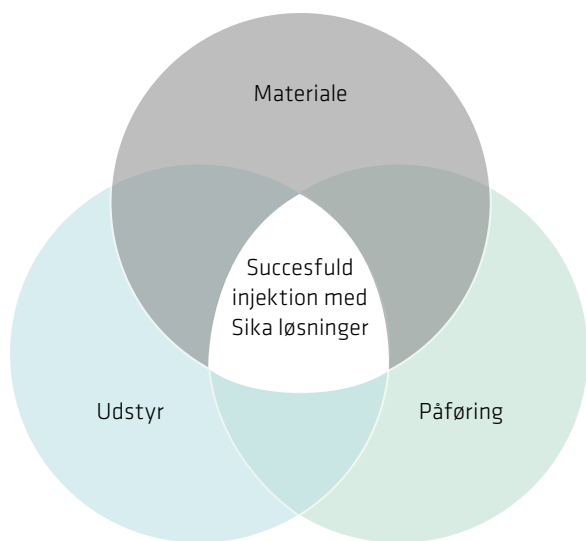 Materiale
Succesfuld
injektion med
Sika løsninger
Udstyr
Påføring